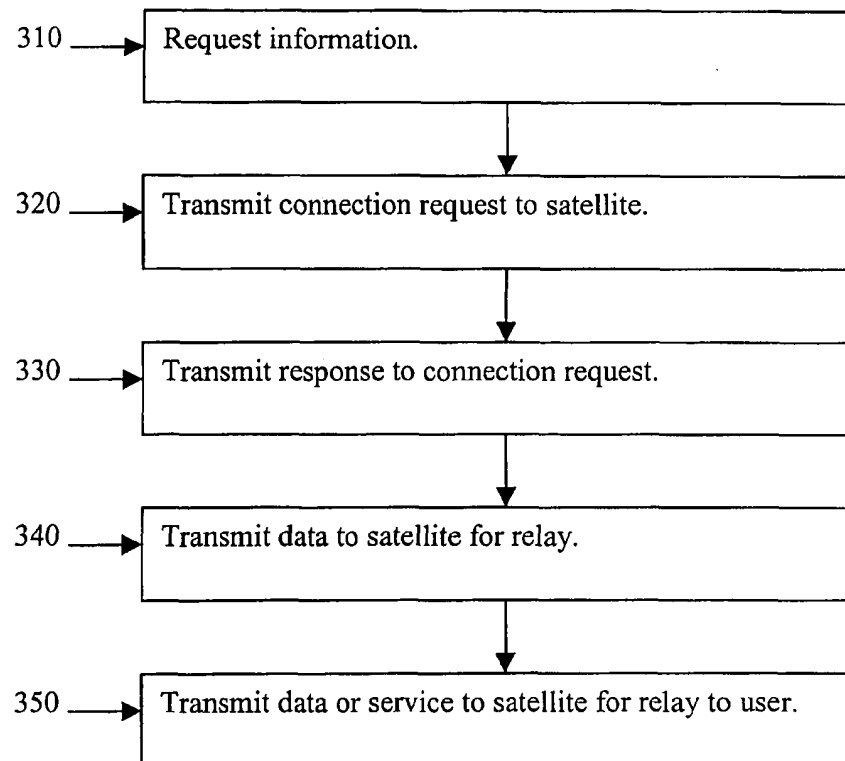 310 Request information.
320 Transmit connection request to satellite.
330 Transmit response to connection request.
340 Transmit data to satellite for relay.
350 Transmit data or service to satellite for relay to user.